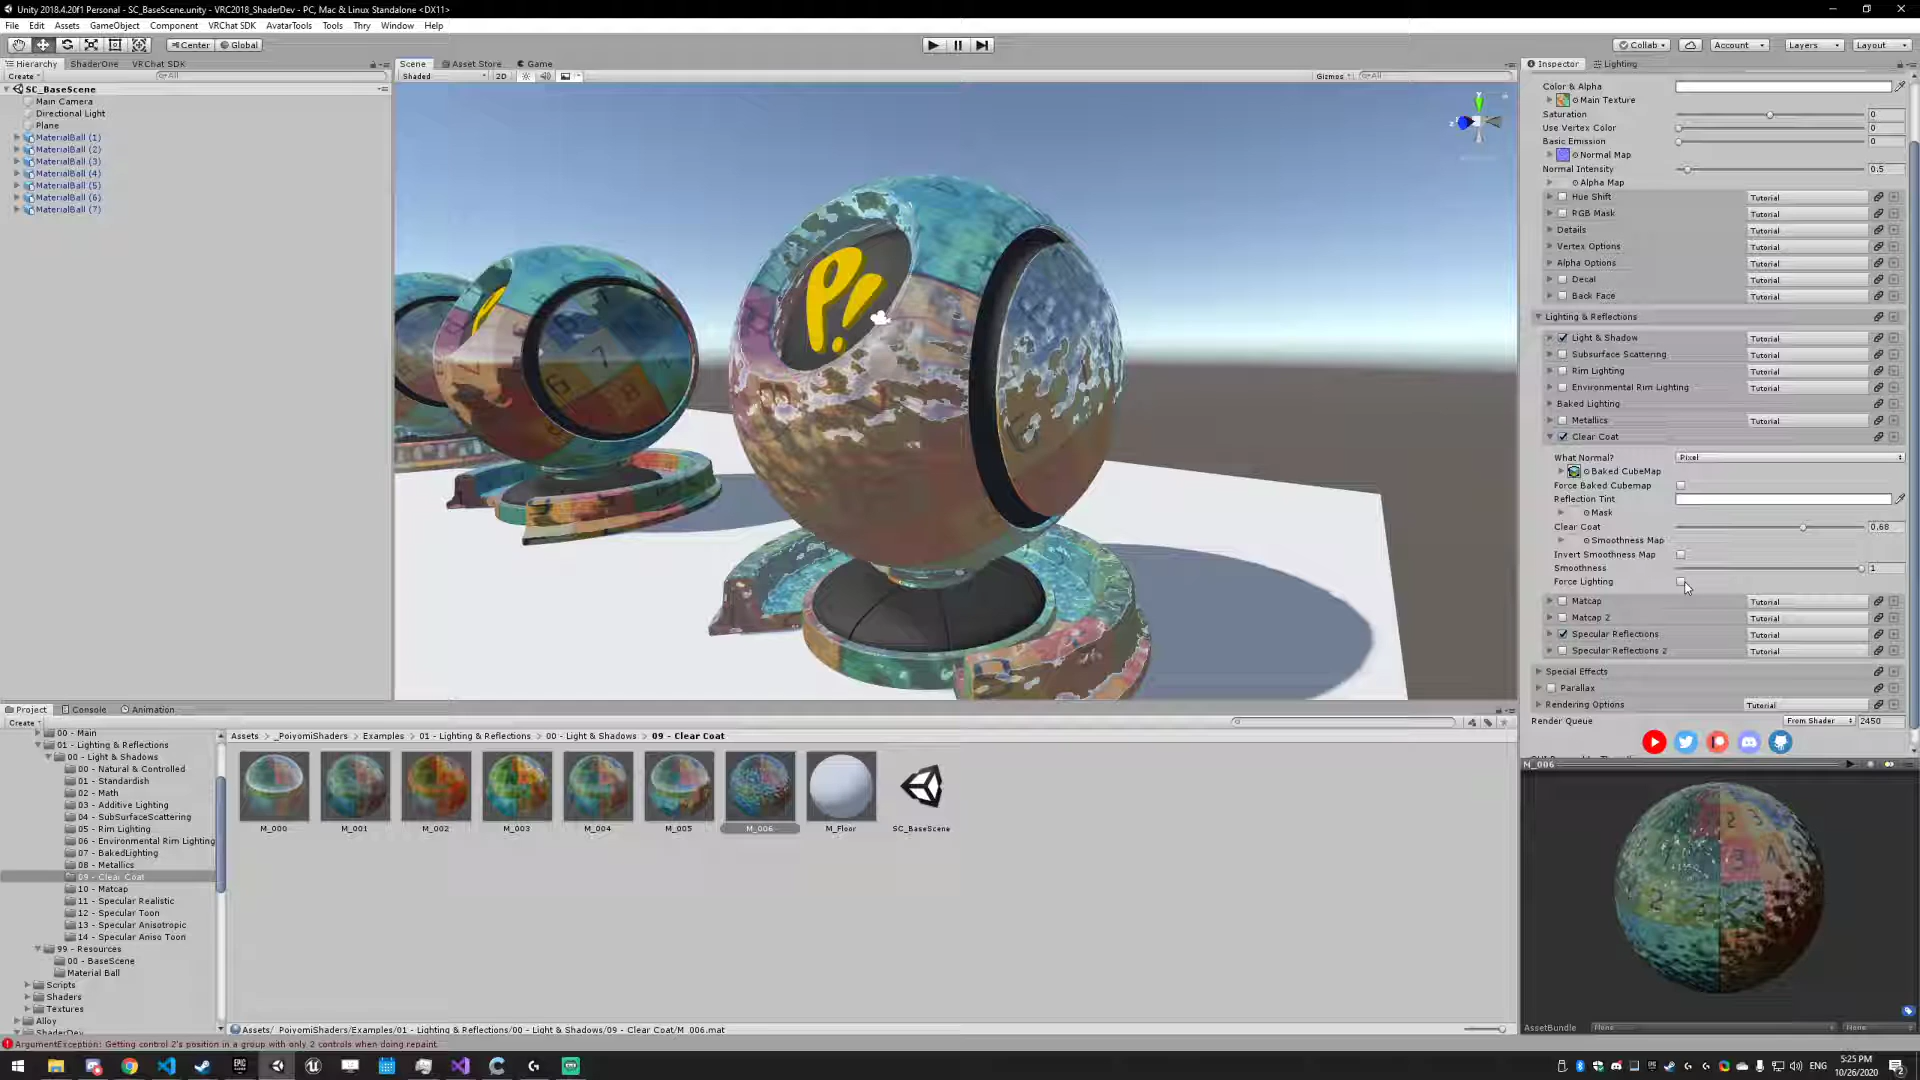 Unity 2018.4.20f1 Personal - SC_BaseScene.unity - VRC2018_ShaderDev - PC, Mac & Linux Standalone <DX11>
File Edit Assets GameObject Component VRChat SDK AvatarTools Tools Thry Window Help
Center Global Collab Account Layers Layout
Hierarchy ShaderOne VRChat SDK
Create All
SC_BaseScene
Main Camera
Directional Light
Plane
MaterialBall (1)
MaterialBall (2)
MaterialBall (3)
MaterialBall (4)
MaterialBall (5)
MaterialBall (6)
MaterialBall (7)
Scene Asset Store Game
Shaded 2D Gizmos All
P!
7
6
8
Inspector Lighting
Color & Alpha
Main Texture
Saturation 0
Use Vertex Color 0
Basic Emission 0
Normal Map
Normal Intensity 0.5
Alpha Map
Hue Shift Tutorial
RGB Mask Tutorial
Details Tutorial
Vertex Options Tutorial
Alpha Options Tutorial
Decal Tutorial
Back Face Tutorial
Lighting & Reflections
Light & Shadow Tutorial
Subsurface Scattering Tutorial
Rim Lighting Tutorial
Environmental Rim Lighting Tutorial
Baked Lighting
Metallics Tutorial
Clear Coat
What Normal? Pixel
Baked CubeMap
Force Baked Cubemap
Reflection Tint
Mask
Clear Coat 0.68
Smoothness Map
Invert Smoothness Map
Smoothness 1
Force Lighting
Matcap Tutorial
Matcap 2 Tutorial
Specular Reflections Tutorial
Specular Reflections 2 Tutorial
Special Effects
Parallax
Rendering Options Tutorial
Render Queue From Shader 2450
M_006
AssetBundle None None
Project Console Animation
Create
00 - Main
01 - Lighting & Reflections
00 - Light & Shadows
00 - Natural & Controlled
01 - Standardish
02 - Math
03 - Additive Lighting
04 - SubSurfaceScattering
05 - Rim Lighting
06 - Environmental Rim Lighting
07 - BakedLighting
08 - Metallics
09 - Clear Coat
10 - Matcap
11 - Specular Realistic
12 - Specular Toon
13 - Specular Anisotropic
14 - Specular Aniso Toon
99 - Resources
00 - BaseScene
Material Ball
Scripts
Shaders
Textures
Alloy
ShaderDev
Assets > _PoiyomiShaders > Examples > 01 - Lighting & Reflections > 00 - Light & Shadows > 09 - Clear Coat
M_000 M_001 M_002 M_003 M_004 M_005 M_006 M_Floor SC_BaseScene
Assets/_PoiyomiShaders/Examples/01 - Lighting & Reflections/00 - Light & Shadows/09 - Clear Coat/M_006.mat
ArgumentException: Getting control 2's position in a group with only 2 controls when doing repaint.
ENG
5:25 PM
10/26/2020